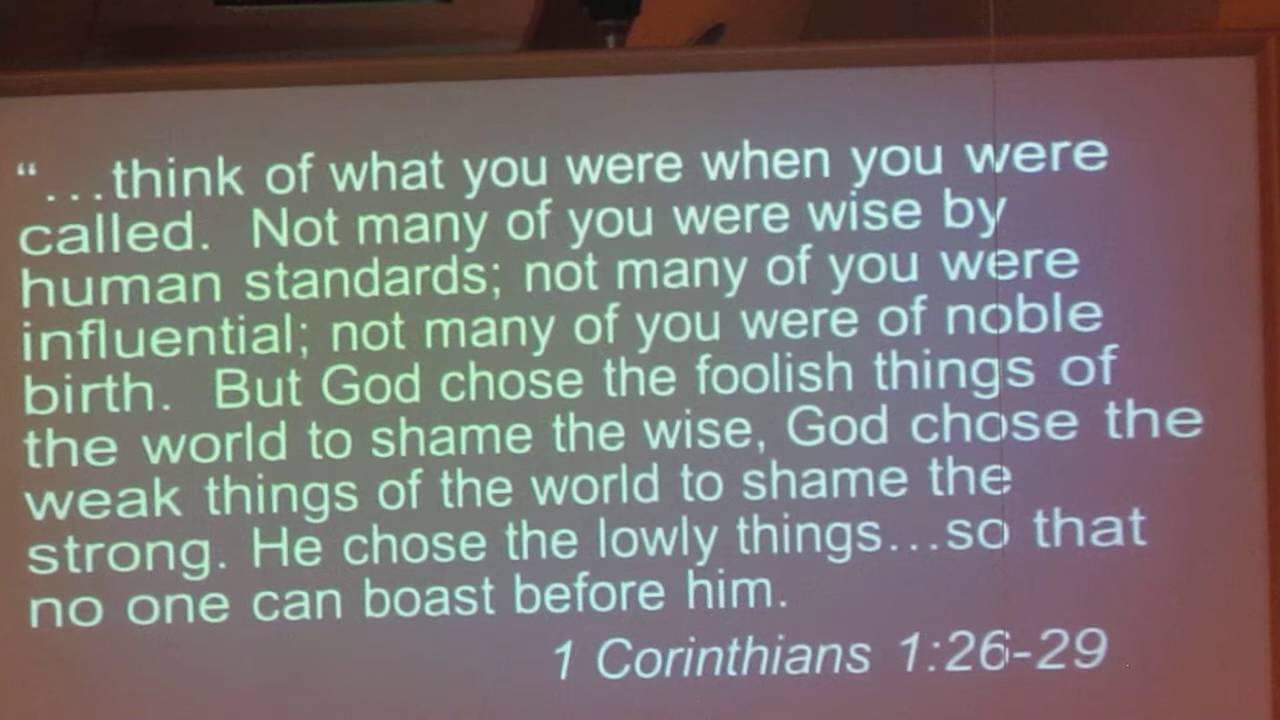 “…think of what you were when you were
called.  Not many of you were wise by
human standards; not many of you were
influential; not many of you were of noble
birth.  But God chose the foolish things of
the world to shame the wise, God chose the
weak things of the world to shame the
strong. He chose the lowly things…so that
no one can boast before him.
1 Corinthians 1:26-29